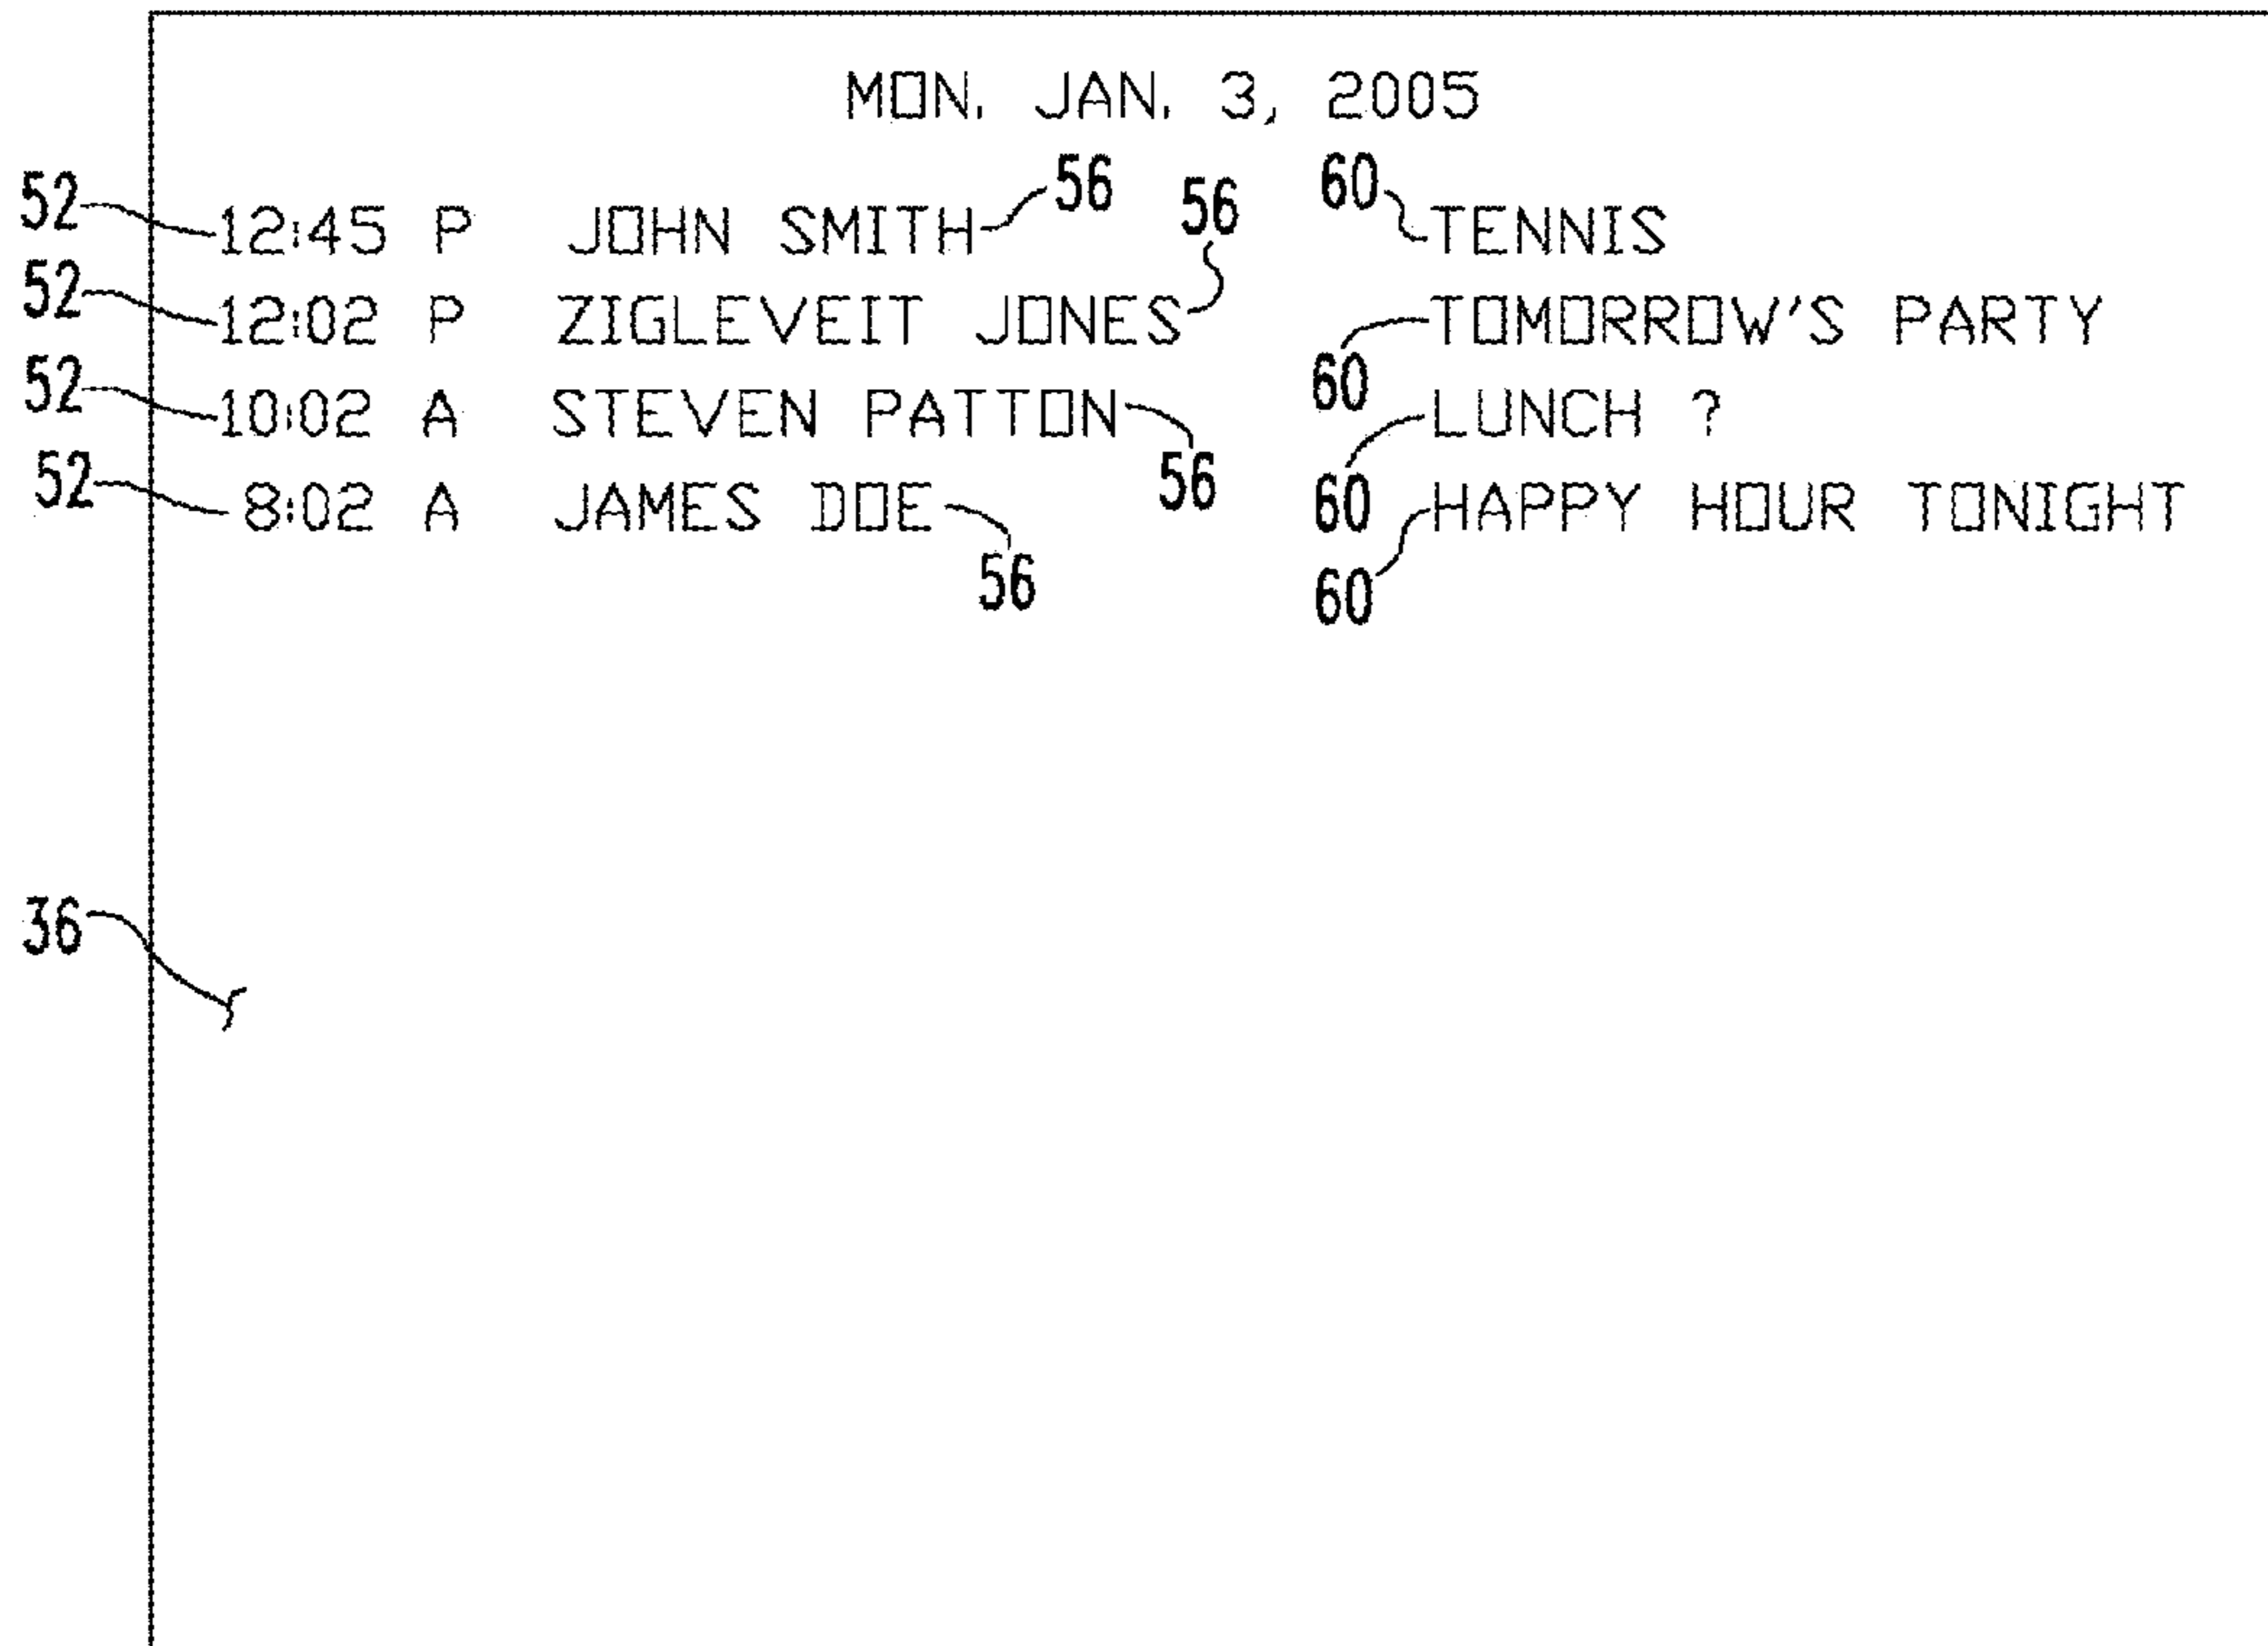 MON. JAN. 3, 2005
52 12:45 P JOHN SMITH 56 56 60 TENNIS
52 12:02 P ZIGLEVEIT JONES 60 TOMORROW'S PARTY
52 10:02 A STEVEN PATTON 56 60 LUNCH ?
52 8:02 A JAMES DOE 56 60 HAPPY HOUR TONIGHT
36